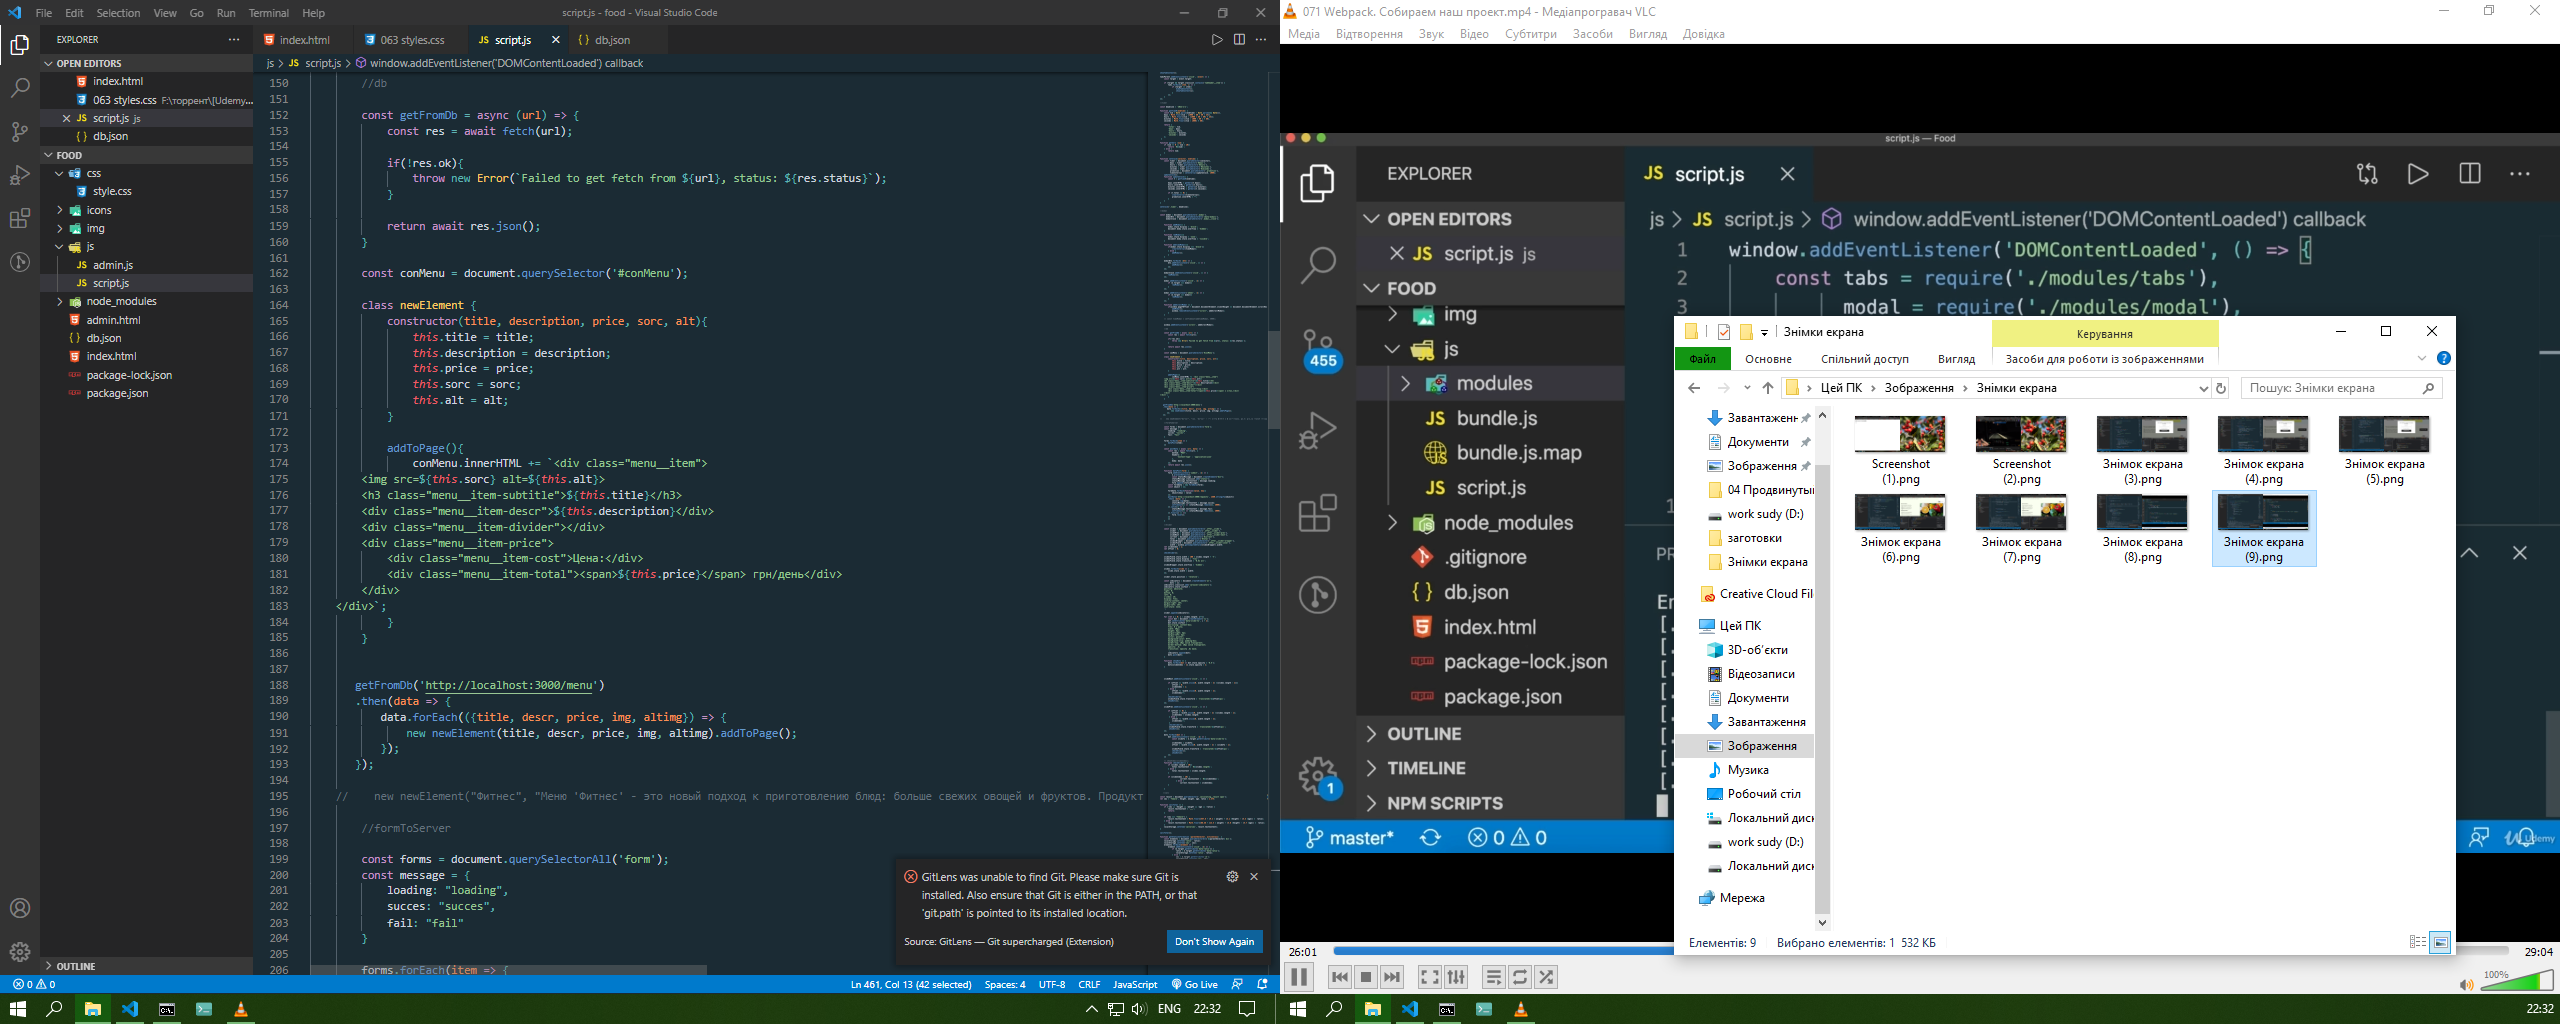 File Edit Selection View Go Run Terminal Help
script.js - food - Visual Studio Code
EXPLORER
OPEN EDITORS
index.html
063 styles.css F:\торрент\[Udemy...
script.js js
db.json
FOOD
css
style.css
icons
img
js
admin.js
script.js
node_modules
admin.html
db.json
index.html
package-lock.json
package.json
OUTLINE
index.html
063 styles.css
script.js
db.json
js > script.js > window.addEventListener('DOMContentLoaded') callback
150 //db
151
152 const getFromDb = async (url) => {
153 const res = await fetch(url);
154
155 if(!res.ok){
156 throw new Error(`Failed to get fetch from ${url}, status: ${res.status}`);
157 }
158
159 return await res.json();
160 }
161
162 const conMenu = document.querySelector('#conMenu');
163
164 class newElement {
165 constructor(title, description, price, sorc, alt){
166 this.title = title;
167 this.description = description;
168 this.price = price;
169 this.sorc = sorc;
170 this.alt = alt;
171 }
172
173 addToPage(){
174 conMenu.innerHTML += `<div class="menu__item">
175 <img src=${this.sorc} alt=${this.alt}>
176 <h3 class="menu__item-subtitle">${this.title}</h3>
177 <div class="menu__item-descr">${this.description}</div>
178 <div class="menu__item-divider"></div>
179 <div class="menu__item-price">
180 <div class="menu__item-cost">Цена:</div>
181 <div class="menu__item-total"><span>${this.price}</span> грн/день</div>
182 </div>
183 </div>`;
184 }
185 }
186
187
188 getFromDb('http://localhost:3000/menu')
189 .then(data => {
190 data.forEach(({title, descr, price, img, altimg}) => {
191 new newElement(title, descr, price, img, altimg).addToPage();
192 });
193 });
194
195 // new newElement("Фитнес", "Меню 'Фитнес' - это новый подход к приготовлению блюд: больше свежих овощей и фруктов. Продукт
196
197 //formToServer
198
199 const forms = document.querySelectorAll('form');
200 const message = {
201 loading: "loading",
202 succes: "succes",
203 fail: "fail"
204 }
205
206 forms.forEach(item => {
GitLens was unable to find Git. Please make sure Git is
installed. Also ensure that Git is either in the PATH, or that
'git.path' is pointed to its installed location.
Source: GitLens — Git supercharged (Extension)
Don't Show Again
0 0
Ln 461, Col 13 (42 selected) Spaces: 4 UTF-8 CRLF JavaScript Go Live
ENG 22:32
071 Webpack. Собираем наш проект.mp4 - Медіапрогравач VLC
Медіа Відтворення Звук Відео Субтитри Засоби Вигляд Довідка
script.js — Food
EXPLORER
OPEN EDITORS
script.js js
FOOD
img
js
modules
bundle.js
bundle.js.map
script.js
node_modules
.gitignore
db.json
index.html
package-lock.json
package.json
OUTLINE
TIMELINE
NPM SCRIPTS
455
1
master*
0 0
script.js
js > script.js > window.addEventListener('DOMContentLoaded') callback
1 window.addEventListener('DOMContentLoaded', () => {
2 const tabs = require('./modules/tabs'),
3 modal = require('./modules/modal'),
Udemy
Знімки екрана
Керування
Файл Основне Спільний доступ Вигляд Засоби для роботи із зображеннями
Цей ПК > Зображення > Знімки екрана
Пошук: Знімки екрана
Завантаженн
Документи
Зображення
04 Продвинутый
work sudy (D:)
заготовки
Знімки екрана
Creative Cloud Fil
Цей ПК
3D-об'єкти
Відеозаписи
Документи
Завантаження
Зображення
Музика
Робочий стіл
Локальний диск
work sudy (D:)
Локальний диск
Мережа
Screenshot (1).png
Screenshot (2).png
Знімок екрана (3).png
Знімок екрана (4).png
Знімок екрана (5).png
Знімок екрана (6).png
Знімок екрана (7).png
Знімок екрана (8).png
Знімок екрана (9).png
Елементів: 9 Вибрано елементів: 1 532 КБ
26:01
29:04
100%
22:32